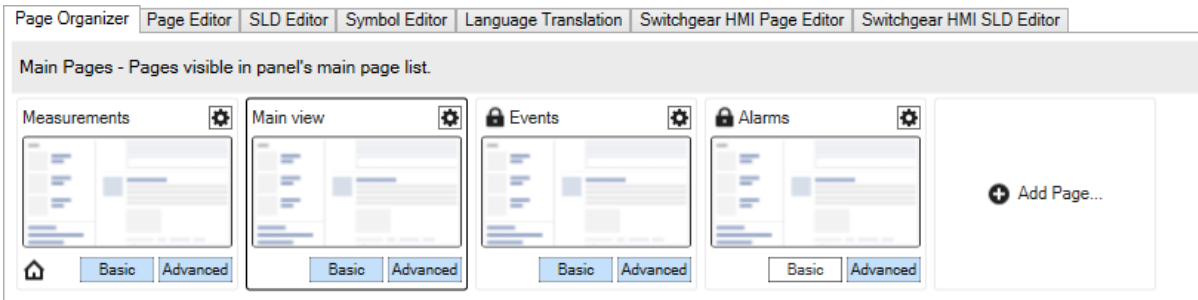 Page Organizer Page Editor SLD Editor Symbol Editor Language Translation Switchgear HMI Page Editor Switchgear HMI SLD Editor
Main Pages - Pages visible in panel's main page list.
Measurements Main view Events Alarms
Add Page...
Basic Advanced Basic Advanced Basic Advanced Basic Advanced